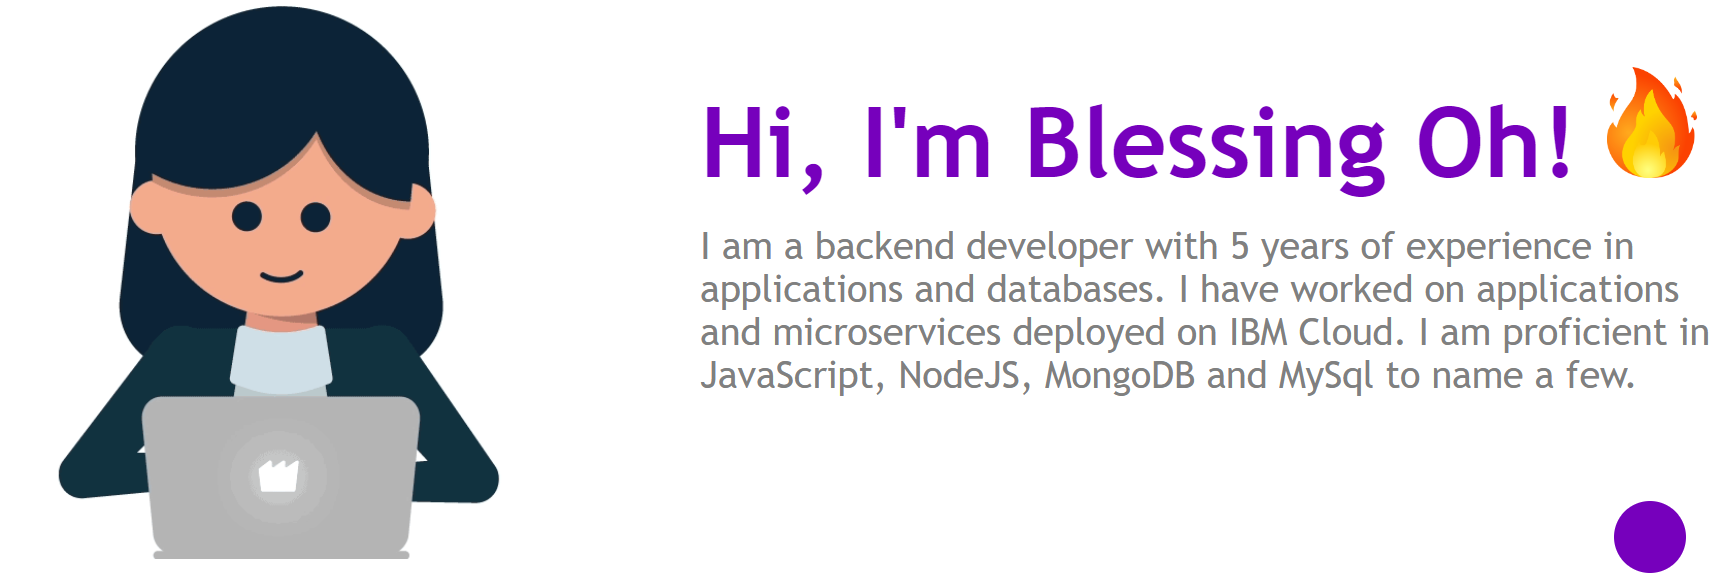 Hi, I'm Blessing Oh! 🔥
I am a backend developer with 5 years of experience in
applications and databases. I have worked on applications
and microservices deployed on IBM Cloud. I am proficient in
JavaScript, NodeJS, MongoDB and MySql to name a few.